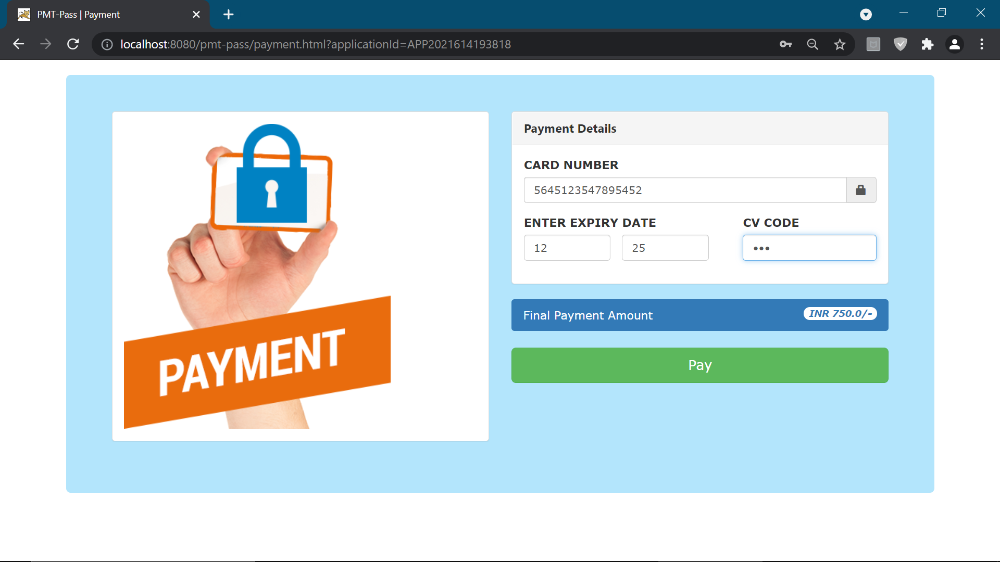 PMT-Pass | Payment
localhost:8080/pmt-pass/payment.html?applicationId=APP2021614193818
PAYMENT
Payment Details
CARD NUMBER
5645123547895452
ENTER EXPIRY DATE
CV CODE
12
25
•••
Final Payment Amount
INR 750.0/-
Pay